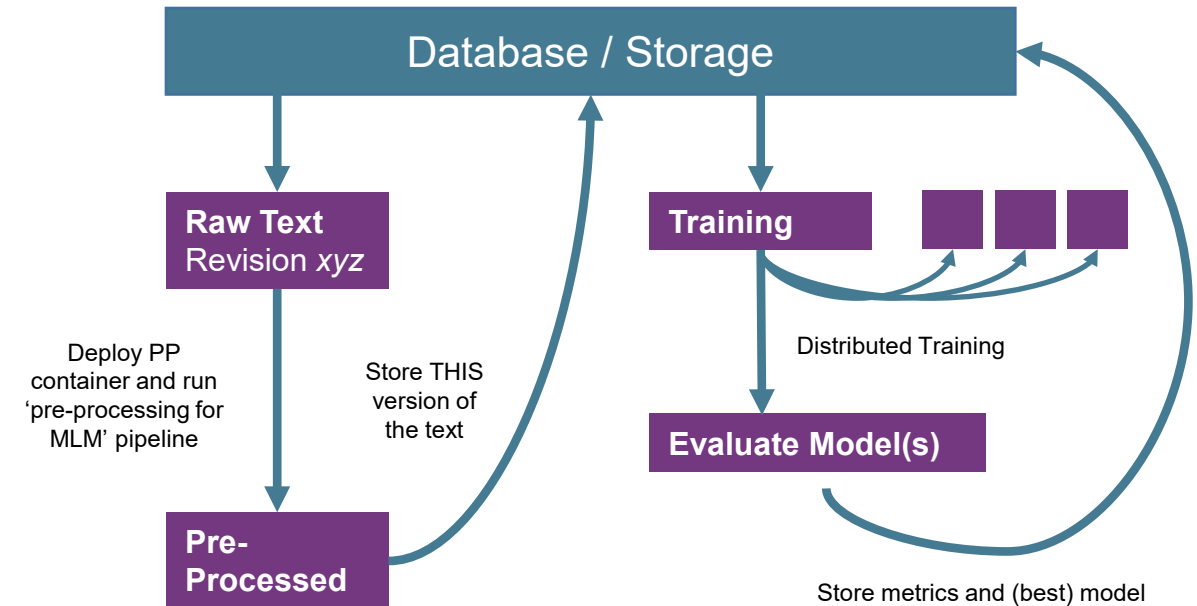 Database / Storage
Raw Text
Revision xyz
Deploy PP
container and run
‘pre-processing for
MLM’ pipeline
Store THIS
version of
the text
Pre-
Processed
Training
Distributed Training
Evaluate Model(s)
Store metrics and (best) model